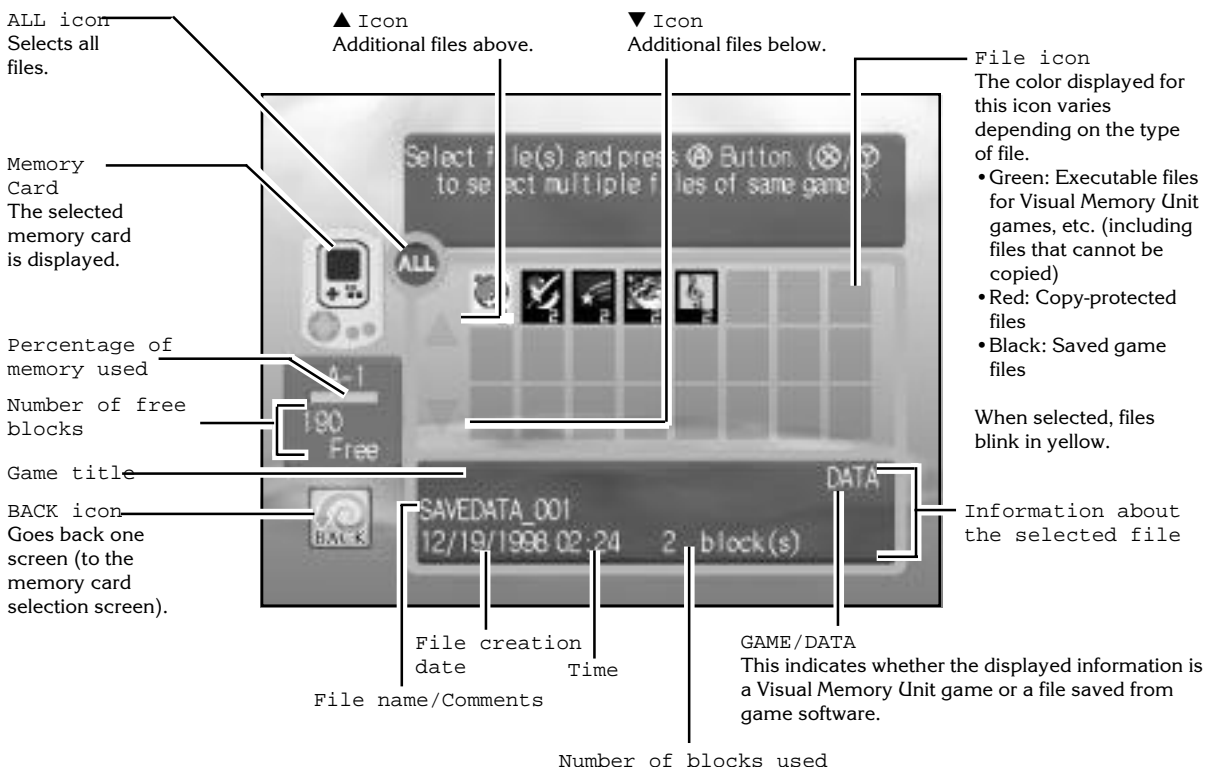 ALL icon
Selects all
files.
▲ Icon
Additional files above.
▼ Icon
Additional files below.
File icon
The color displayed for
this icon varies
depending on the type
of file.
•Green: Executable files
for Visual Memory Unit
games, etc. (including
files that cannot be
copied)
•Red: Copy-protected
files
•Black: Saved game
files
When selected, files
blink in yellow.
Memory
Card
The selected
memory card
is displayed.
Select file(s) and press Ⓐ Button. (Ⓧ/Ⓨ
to select multiple files of same game.)
ALL
2 2 2 2
Percentage of
memory used
A-1
Number of free
blocks
190
Free
Game title
DATA
BACK icon
Goes back one
screen (to the
memory card
selection screen).
BACK
SAVEDATA_001
12/19/1998 02:24 2 block(s)
Information about
the selected file
File creation
date
Time
File name/Comments
GAME/DATA
This indicates whether the displayed information is
a Visual Memory Unit game or a file saved from
game software.
Number of blocks used